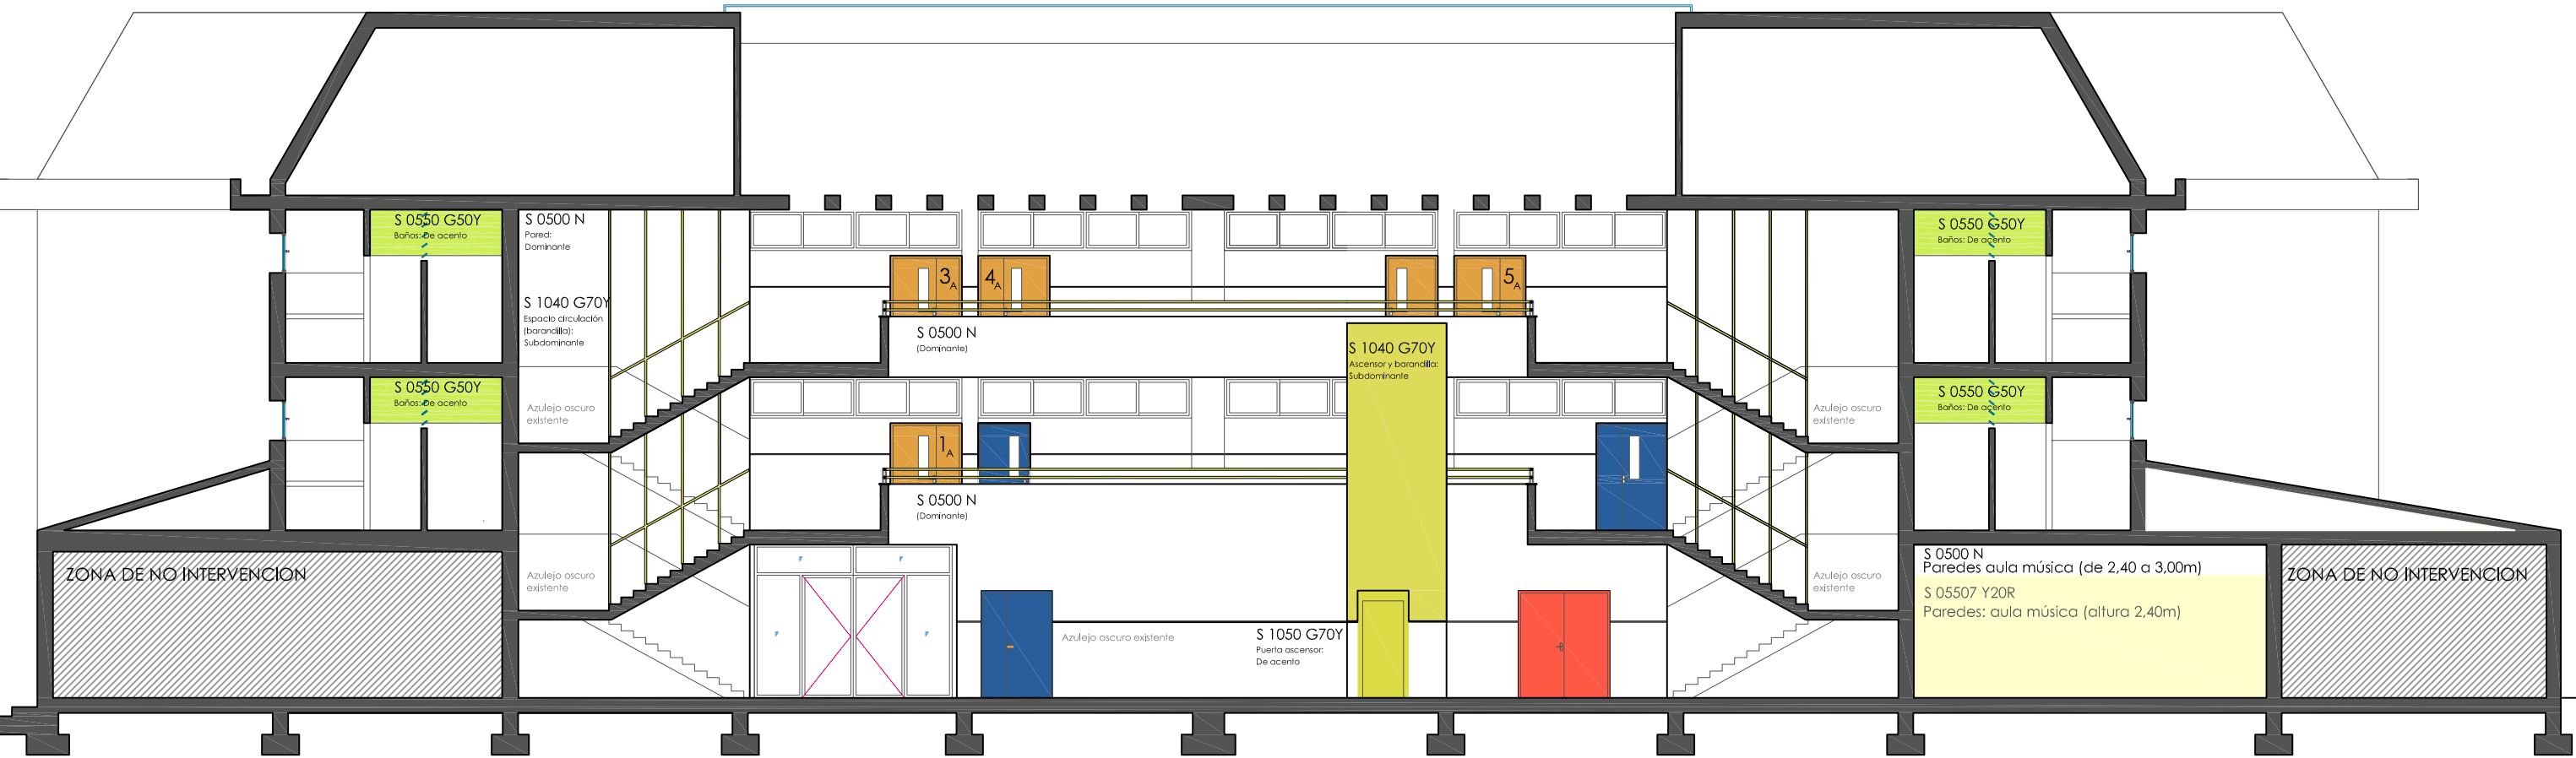 S 0550 G50Y
Baños: De acento
S 0500 N
Pared:
Dominante
S 1040 G70Y
Espacio circulación
(barandilla):
Subdominante
3A
4A
5A
S 0550 G50Y
Baños: De acento
S 0500 N
(Dominante)
S 1040 G70Y
Ascensor y barandilla:
Subdominante
S 0550 G50Y
Baños: De acento
Azulejo oscuro
existente
1A
Azulejo oscuro
existente
S 0550 G50Y
Baños: De acento
S 0500 N
(Dominante)
ZONA DE NO INTERVENCION
Azulejo oscuro
existente
Azulejo oscuro existente
S 1050 G70Y
Puerta ascensor:
De acento
Azulejo oscuro
existente
S 0500 N
Paredes aula música (de 2,40 a 3,00m)
S 05507 Y20R
Paredes: aula música (altura 2,40m)
ZONA DE NO INTERVENCION